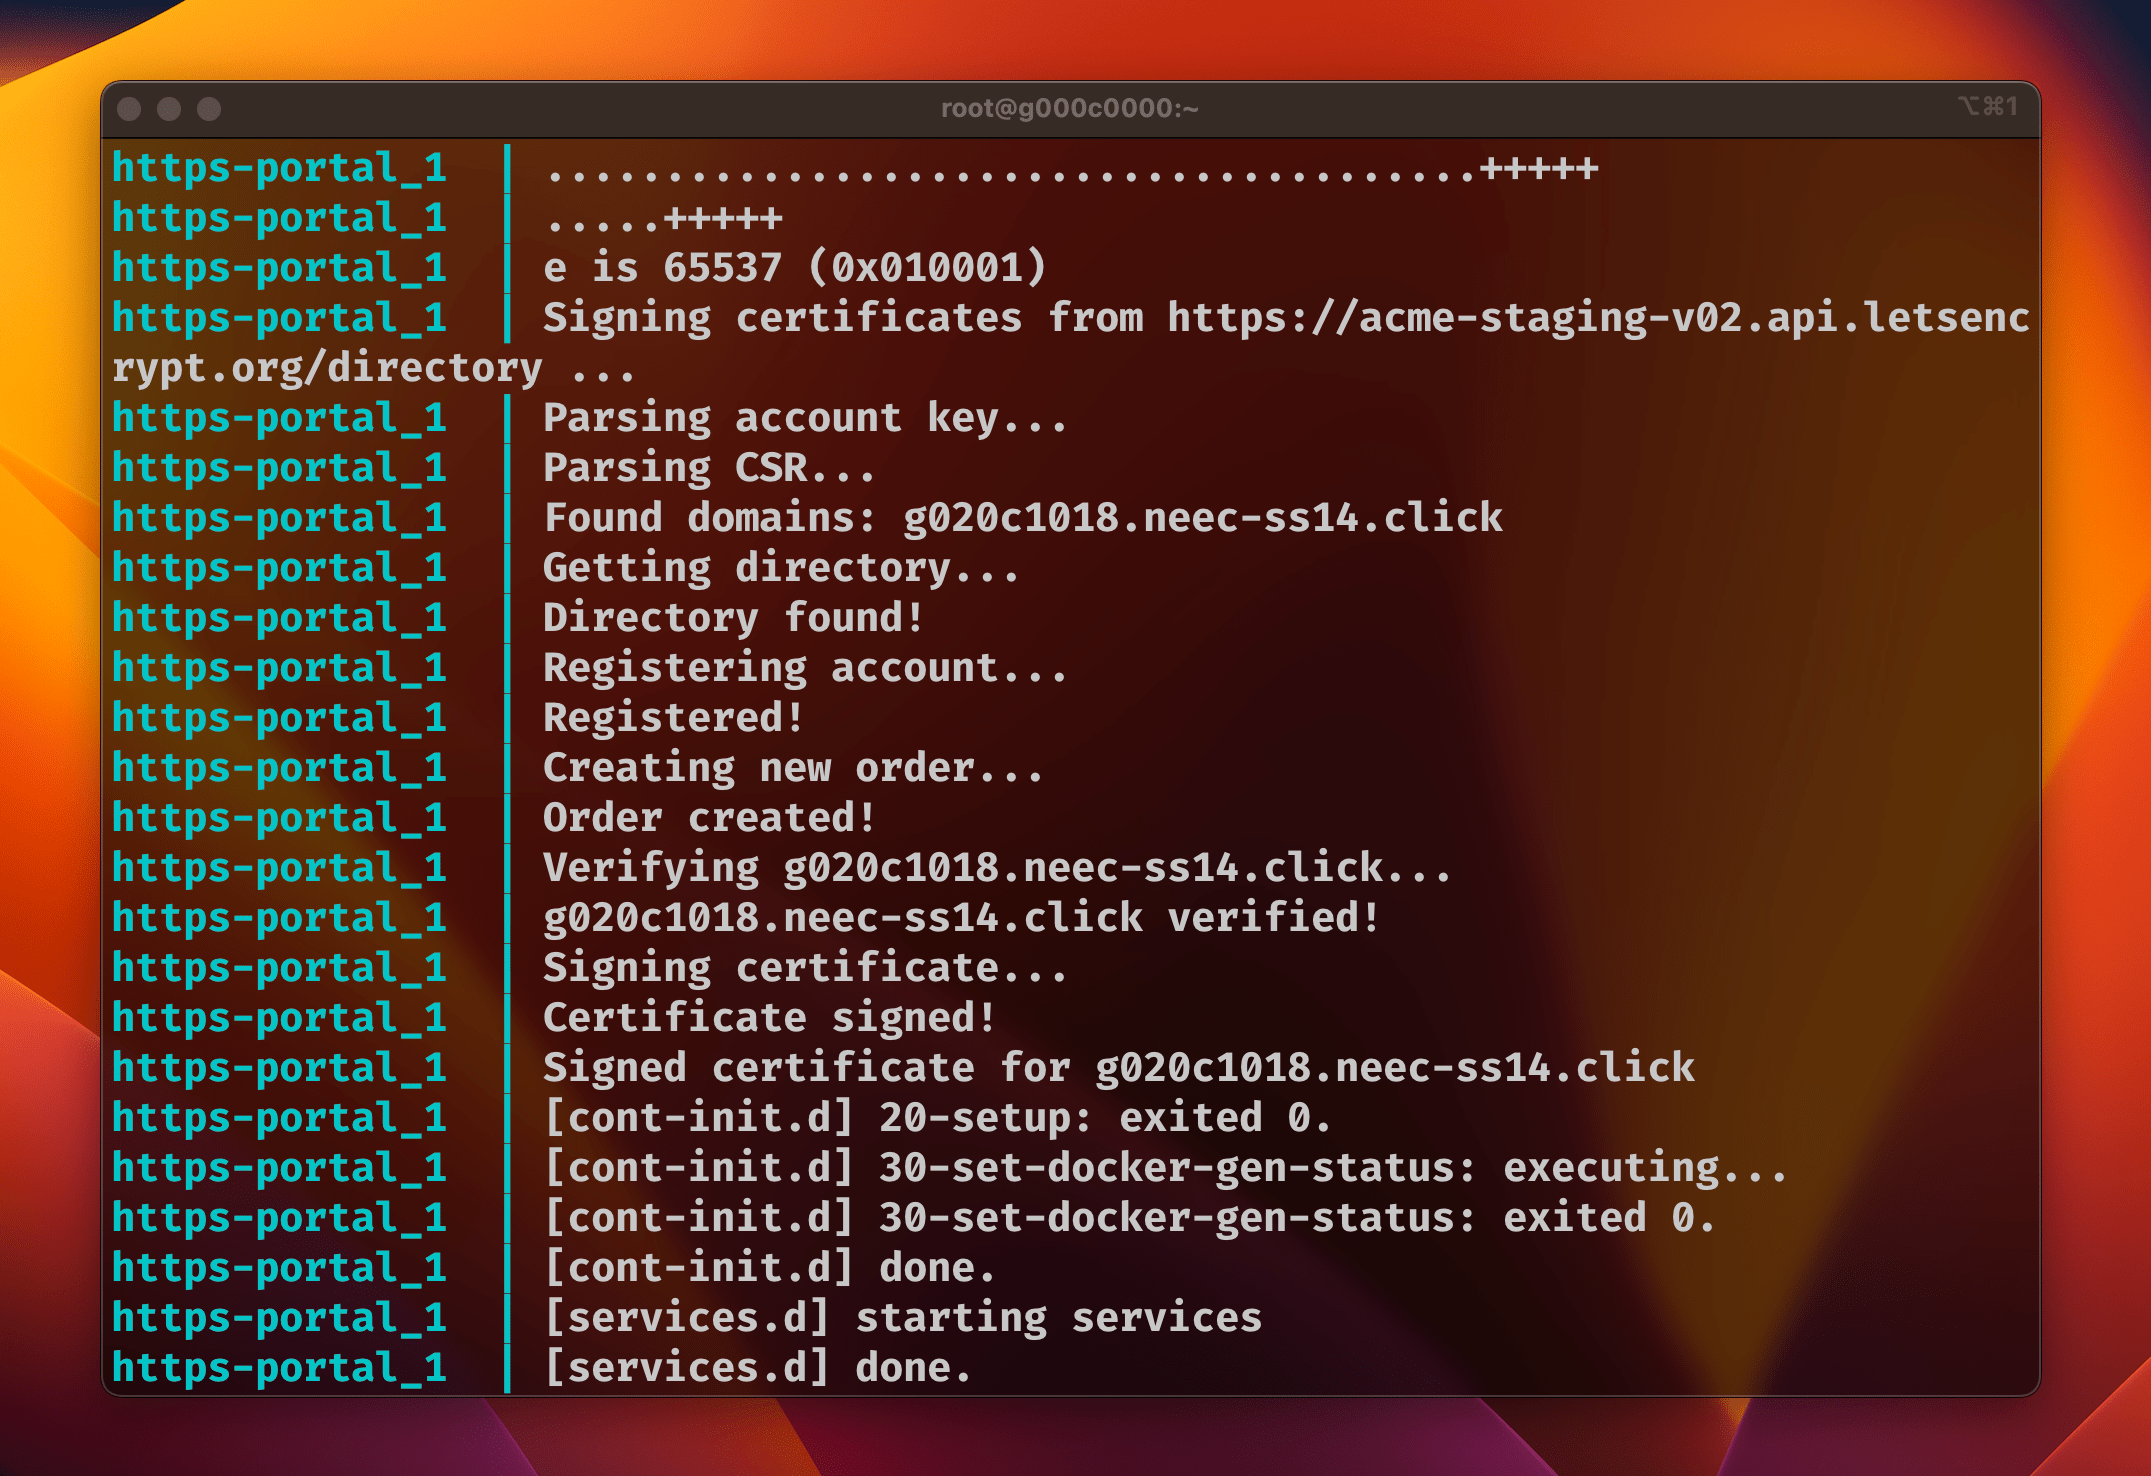 root@g000c0000:~
⌥⌘1
https-portal_1 | .......................................+++++
https-portal_1 | .....+++++
https-portal_1 | e is 65537 (0x010001)
https-portal_1 | Signing certificates from https://acme-staging-v02.api.letsenc
rypt.org/directory ...
https-portal_1 | Parsing account key...
https-portal_1 | Parsing CSR...
https-portal_1 | Found domains: g020c1018.neec-ss14.click
https-portal_1 | Getting directory...
https-portal_1 | Directory found!
https-portal_1 | Registering account...
https-portal_1 | Registered!
https-portal_1 | Creating new order...
https-portal_1 | Order created!
https-portal_1 | Verifying g020c1018.neec-ss14.click...
https-portal_1 | g020c1018.neec-ss14.click verified!
https-portal_1 | Signing certificate...
https-portal_1 | Certificate signed!
https-portal_1 | Signed certificate for g020c1018.neec-ss14.click
https-portal_1 | [cont-init.d] 20-setup: exited 0.
https-portal_1 | [cont-init.d] 30-set-docker-gen-status: executing...
https-portal_1 | [cont-init.d] 30-set-docker-gen-status: exited 0.
https-portal_1 | [cont-init.d] done.
https-portal_1 | [services.d] starting services
https-portal_1 | [services.d] done.